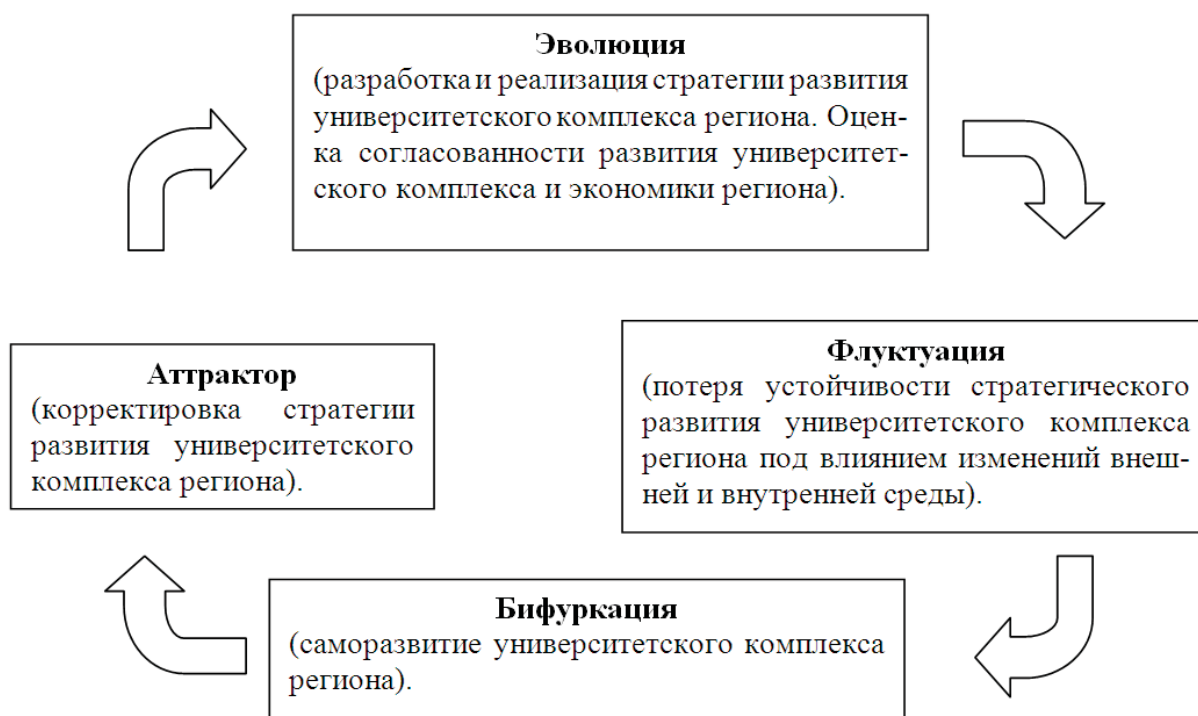 Эволюция
(разработка и реализация стратегии развития
университетского комплекса региона. Оцен-
ка согласованности развития университет-
ского комплекса и экономики региона).
Аттрактор
(корректировка стратегии
развития университетского
комплекса региона).
Флуктуация
(потеря устойчивости стратегического
развития университетского комплекса
региона под влиянием изменений внеш-
ней и внутренней среды).
Бифуркация
(саморазвитие университетского комплекса
региона).